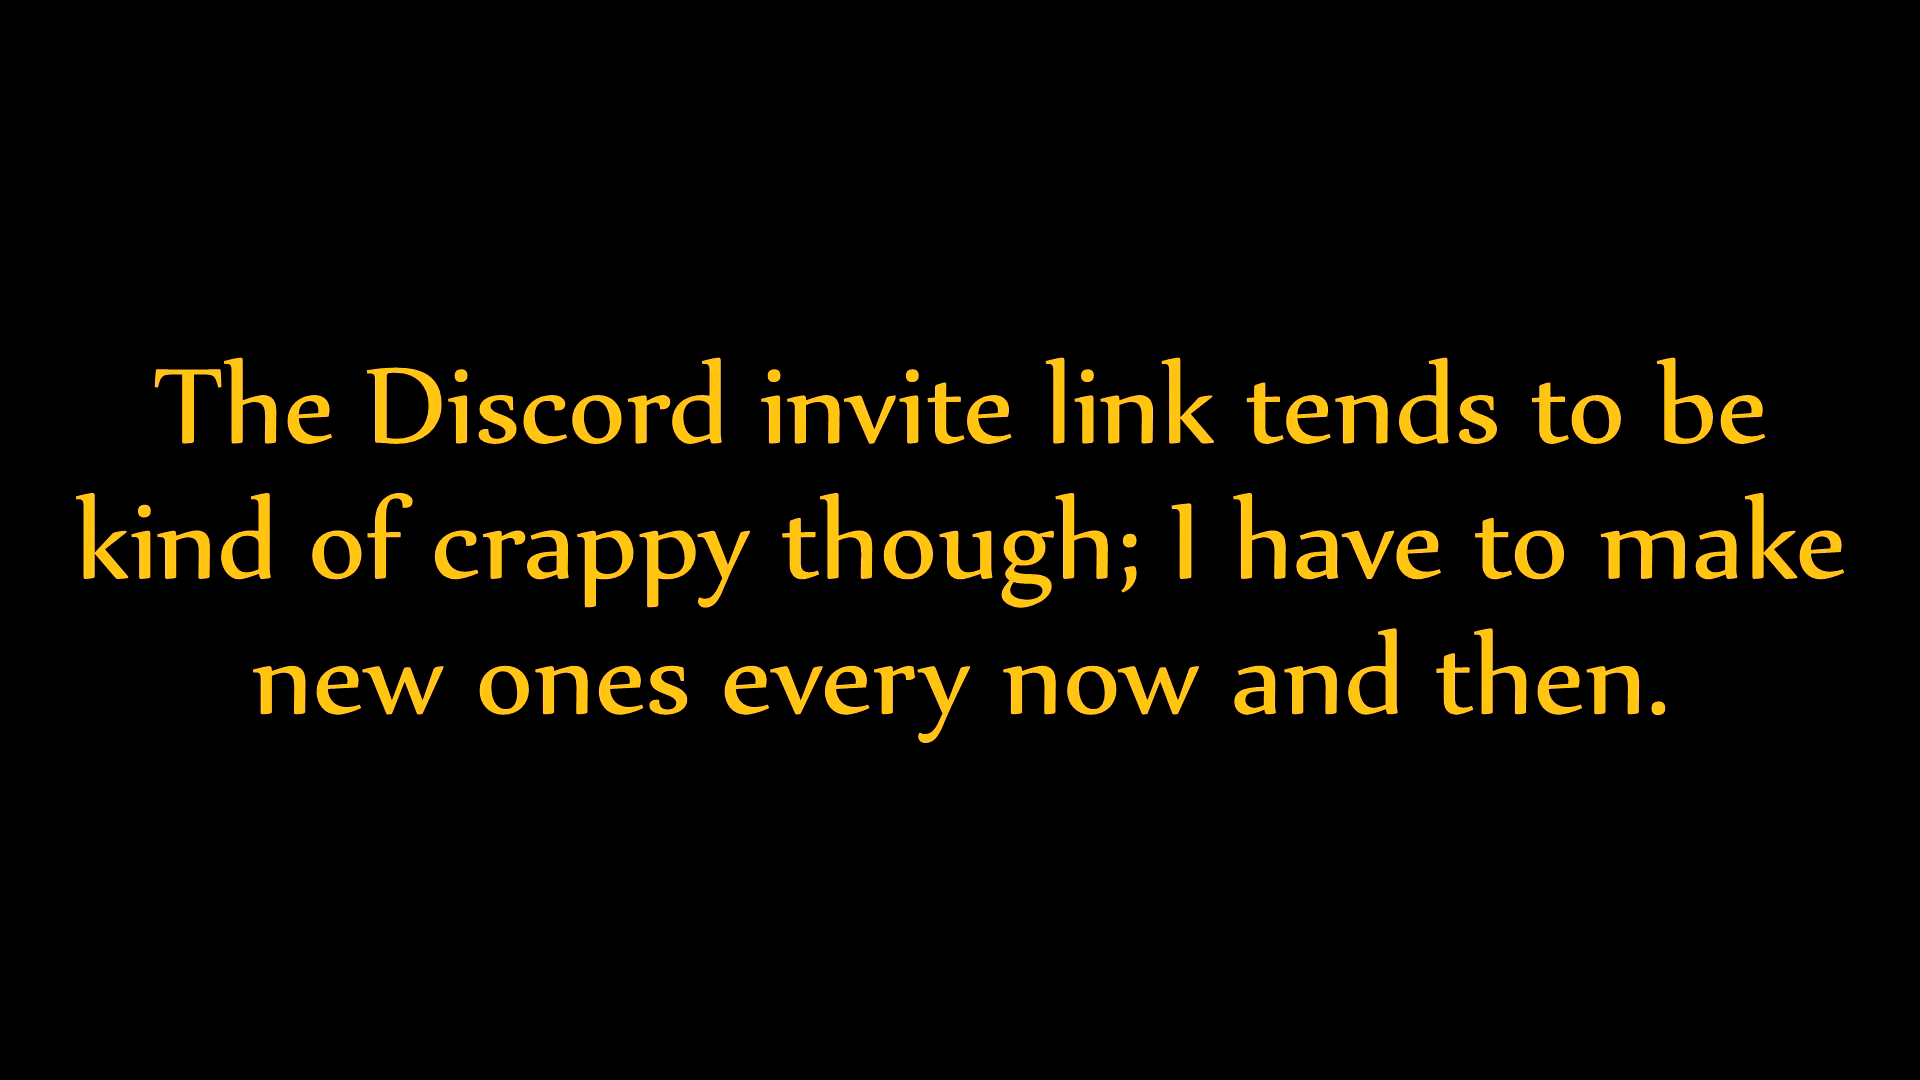 The Discord invite link tends to be
kind of crappy though; I have to make
new ones every now and then.